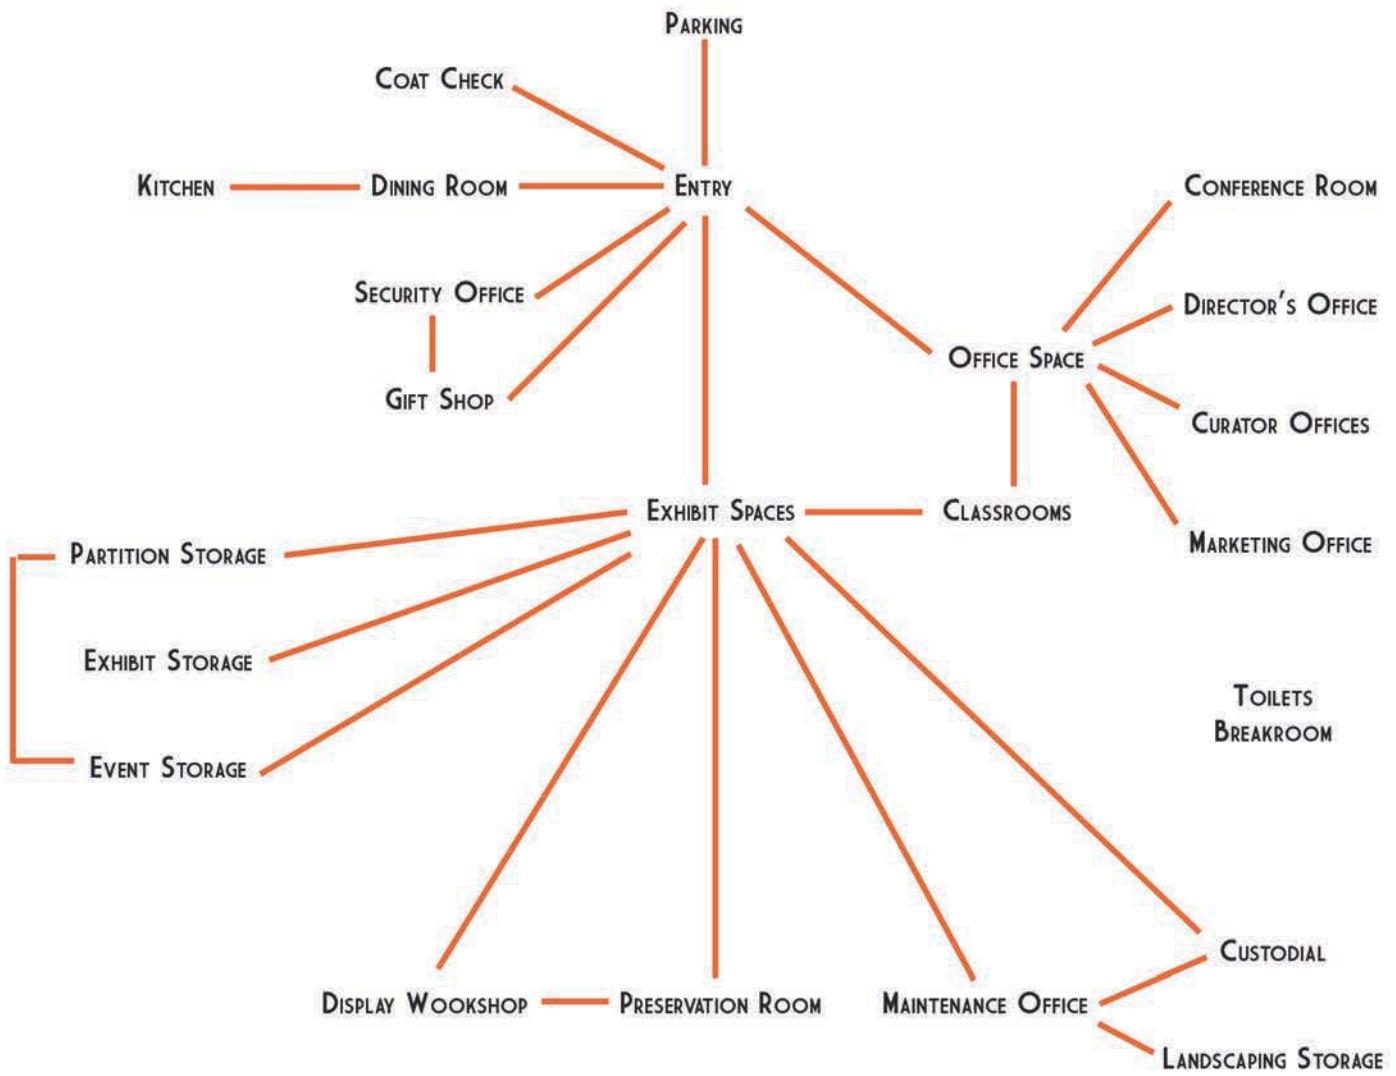 Parking
Coat Check
Kitchen
Dining Room
Entry
Conference Room
Security Office
Director's Office
Office Space
Gift Shop
Curator Offices
Exhibit Spaces
Classrooms
Marketing Office
Partition Storage
Exhibit Storage
Toilets
Breakroom
Event Storage
Custodial
Display Wookshop
Preservation Room
Maintenance Office
Landscaping Storage